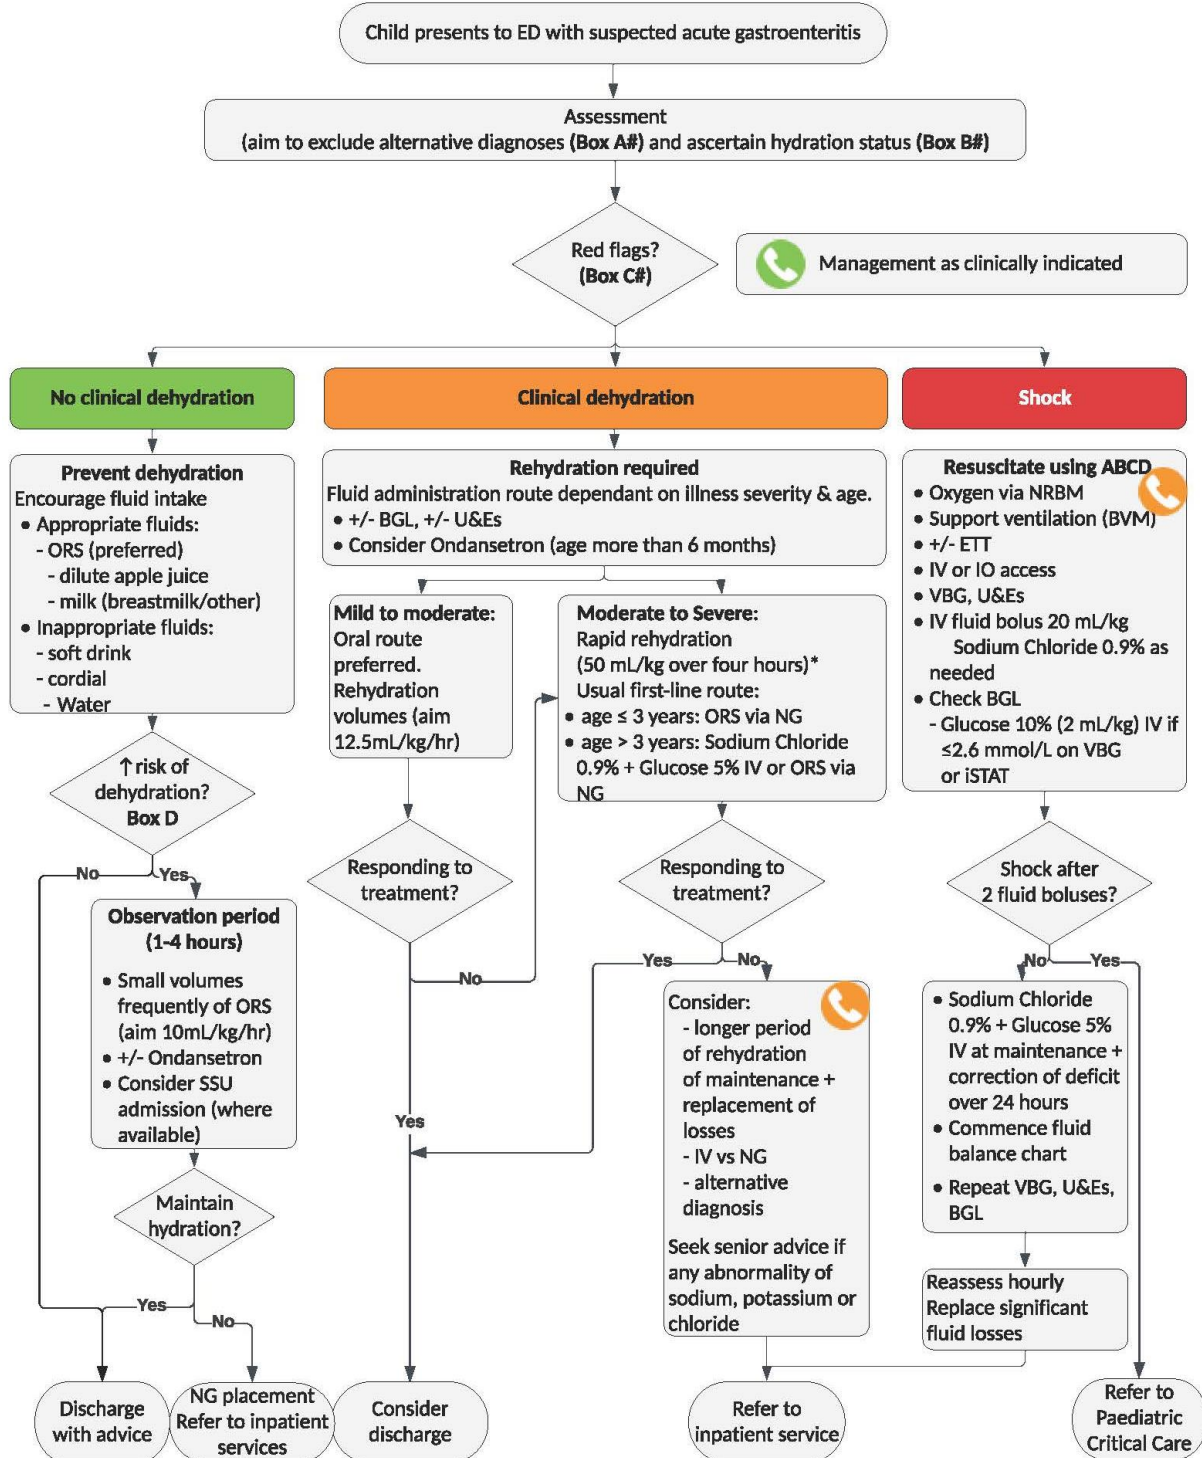 Child presents to ED with suspected acute gastroenteritis
Assessment
(aim to exclude alternative diagnoses (Box A#) and ascertain hydration status (Box B#)
Red flags?
(Box C#)
Management as clinically indicated
No clinical dehydration
Clinical dehydration
Shock
Prevent dehydration
Encourage fluid intake
• Appropriate fluids:
- ORS (preferred)
- dilute apple juice
- milk (breastmilk/other)
• Inappropriate fluids:
- soft drink
- cordial
- Water
↑risk of
dehydration?
Box D
No
Yes
Observation period
(1-4 hours)
• Small volumes
frequently of ORS
(aim 10mL/kg/hr)
• +/- Ondansetron
• Consider SSU
admission (where
available)
Maintain
hydration?
Yes
No
Discharge
with advice
NG placement
Refer to inpatient
services
Rehydration required
Fluid administration route dependant on illness severity & age.
• +/- BGL, +/- U&Es
• Consider Ondansetron (age more than 6 months)
Mild to moderate:
Oral route
preferred.
Rehydration
volumes (aim
12.5mL/kg/hr)
Responding to
treatment?
No
Yes
Consider
discharge
Moderate to Severe:
Rapid rehydration
(50 mL/kg over four hours)*
Usual first-line route:
• age ≤ 3 years: ORS via NG
• age > 3 years: Sodium Chloride
0.9% + Glucose 5% IV or ORS via
NG
Responding to
treatment?
Yes
No
Consider:
- longer period
of rehydration
of maintenance +
replacement of
losses
- IV vs NG
- alternative
diagnosis
Seek senior advice if
any abnormality of
sodium, potassium or
chloride
Refer to
inpatient service
Resuscitate using ABCD
• Oxygen via NRBM
• Support ventilation (BVM)
• +/- ETT
• IV or IO access
• VBG, U&Es
• IV fluid bolus 20 mL/kg
Sodium Chloride 0.9% as
needed
• Check BGL
- Glucose 10% (2 mL/kg) IV if
≤2.6 mmol/L on VBG
or iSTAT
Shock after
2 fluid boluses?
No
Yes
• Sodium Chloride
0.9% + Glucose 5%
IV at maintenance +
correction of deficit
over 24 hours
• Commence fluid
balance chart
• Repeat VBG, U&Es,
BGL
Reassess hourly
Replace significant
fluid losses
Refer to
Paediatric
Critical Care